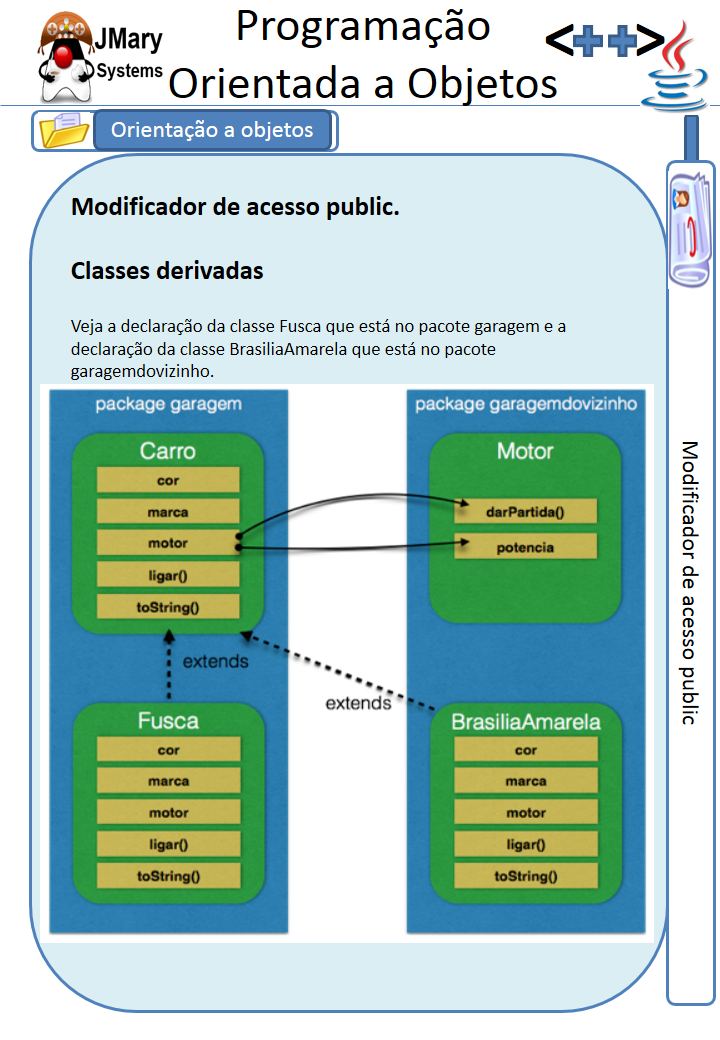 JMary
Systems
Programação
Orientada a Objetos
<++>
Orientação a objetos
Modificador de acesso public.
Classes derivadas
Veja a declaração da classe Fusca que está no pacote garagem e a
declaração da classe BrasiliaAmarela que está no pacote
garagemdovizinho.
package garagem
Carro
cor
marca
motor
ligar()
toString()
extends
Fusca
cor
marca
motor
ligar()
toString()
package garagemdovizinho
Motor
darPartida()
potencia
extends
BrasiliaAmarela
cor
marca
motor
ligar()
toString()
Modificador de acesso public